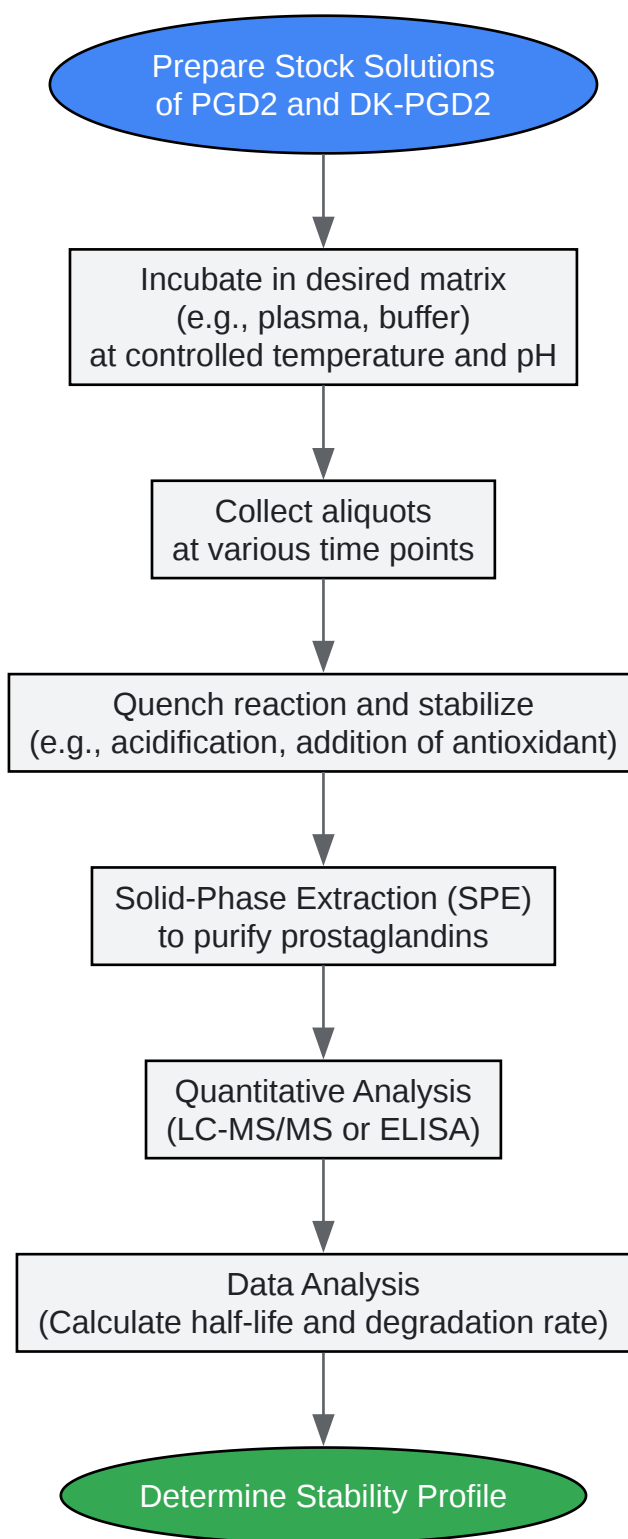 Prepare Stock Solutions
of PGD2 and DK-PGD2
Incubate in desired matrix
(e.g., plasma, buffer)
at controlled temperature and pH
Collect aliquots
at various time points
Quench reaction and stabilize
(e.g., acidification, addition of antioxidant)
Solid-Phase Extraction (SPE)
to purify prostaglandins
Quantitative Analysis
(LC-MS/MS or ELISA)
Data Analysis
(Calculate half-life and degradation rate)
Determine Stability Profile